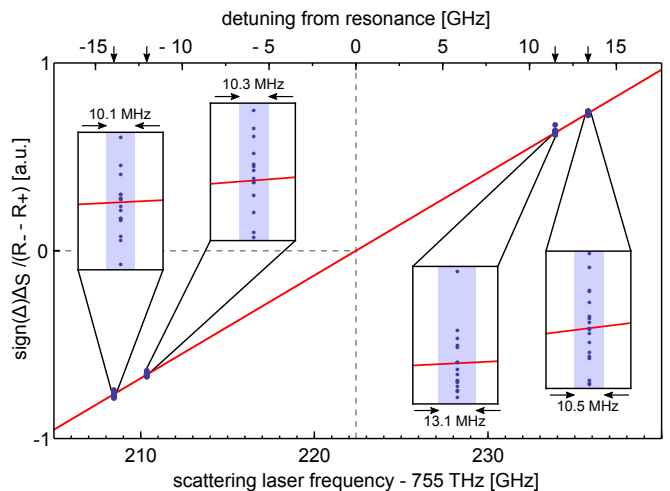 detuning from resonance [GHz]
-15 -10 -5 0 5 10 15
1
10.3 MHz
10.1 MHz
sign(Δ)ΔS /(R- - R+) [a.u.]
0
13.1 MHz
10.5 MHz
-1
210 220 230
scattering laser frequency - 755 THz [GHz]